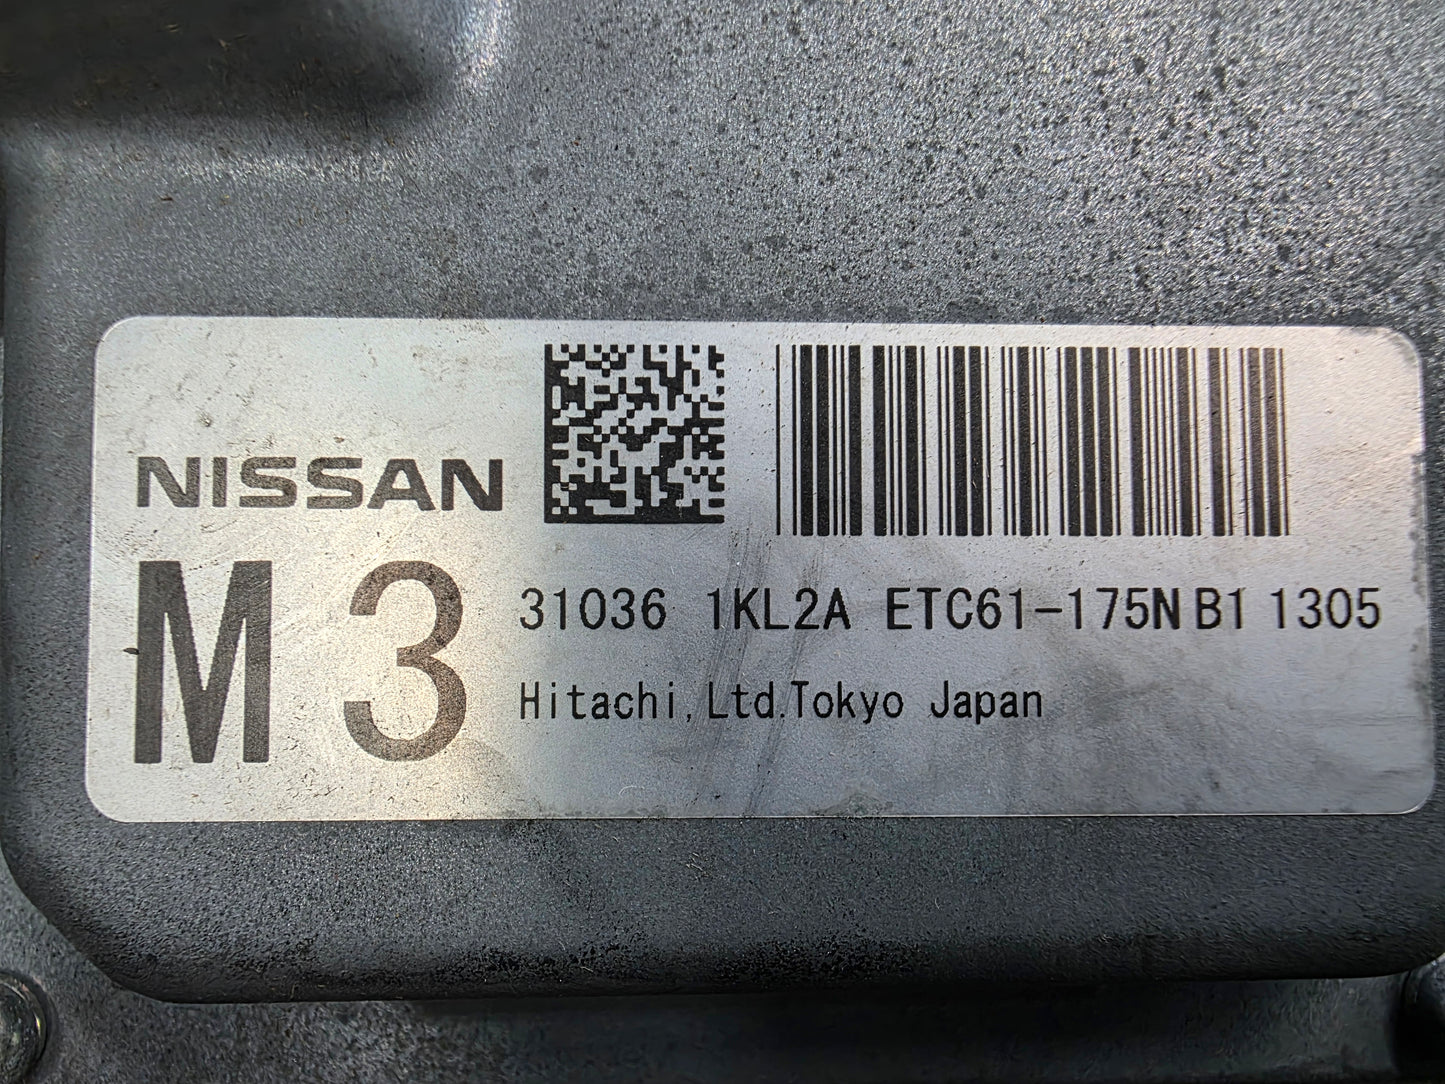 NISSAN
M3
31036 1KL2A ETC61-175N B1 1305
Hitachi, Ltd. Tokyo Japan